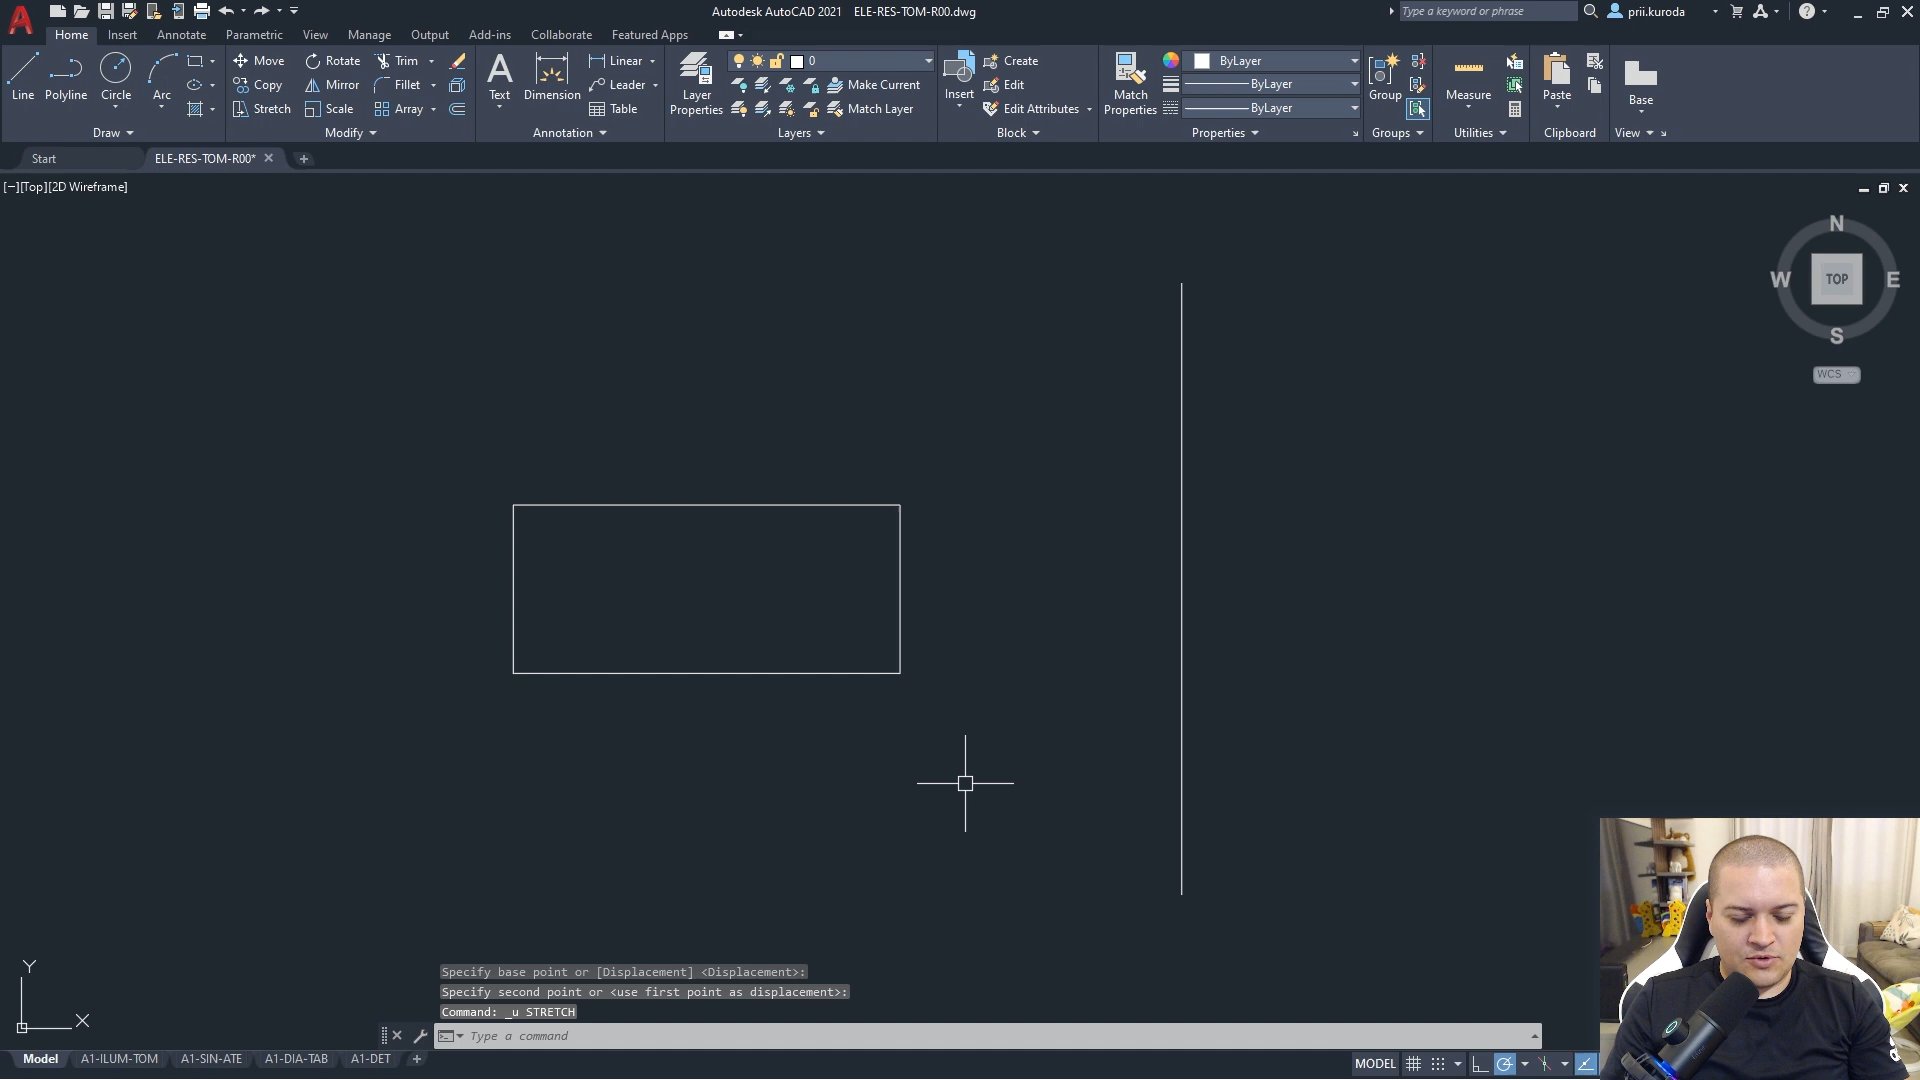 Autodesk AutoCAD 2021 ELE-RES-TOM-R00.dwg
Type a keyword or phrase
prii.kuroda
Home Insert Annotate Parametric View Manage Output Add-ins Collaborate Featured Apps
Line Polyline Circle Arc
Draw
Move Rotate Trim
Copy Mirror Fillet
Stretch Scale Array
Modify
Text Dimension
Linear
Leader
Table
Annotation
Layer Properties
0
Make Current
Match Layer
Layers
Insert
Create
Edit
Edit Attributes
Block
Match Properties
ByLayer
ByLayer
ByLayer
Properties
Group
Groups
Measure
Utilities
Paste
Clipboard
Base
View
Start
ELE-RES-TOM-R00*
[−][Top][2D Wireframe]
N
W TOP E
S
WCS
Y
X
Specify base point or [Displacement] <Displacement>:
Specify second point or <use first point as displacement>:
Command: _u STRETCH
Type a command
Model A1-ILUM-TOM A1-SIN-ATE A1-DIA-TAB A1-DET
MODEL